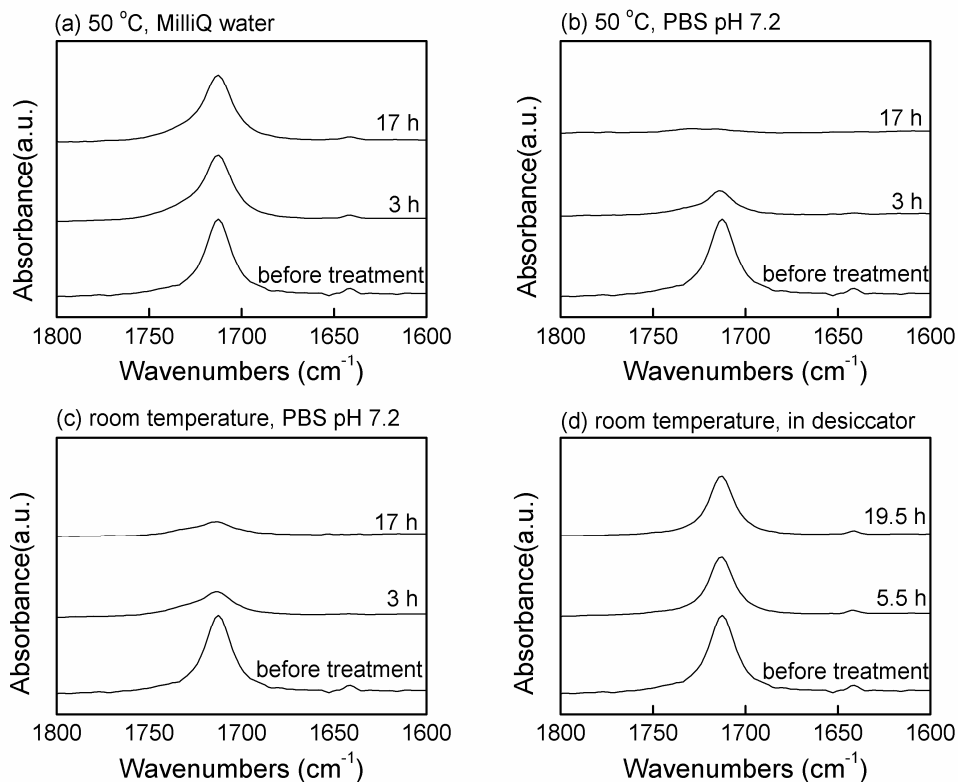 (a) 50 °C, MilliQ water
Absorbance(a.u.)
17 h
3 h
before treatment
1800 1750 1700 1650 1600
Wavenumbers (cm⁻¹)
(b) 50 °C, PBS pH 7.2
Absorbance(a.u.)
17 h
3 h
before treatment
1800 1750 1700 1650 1600
Wavenumbers (cm⁻¹)
(c) room temperature, PBS pH 7.2
Absorbance(a.u.)
17 h
3 h
before treatment
1800 1750 1700 1650 1600
Wavenumbers (cm⁻¹)
(d) room temperature, in desiccator
Absorbance(a.u.)
19.5 h
5.5 h
before treatment
1800 1750 1700 1650 1600
Wavenumbers (cm⁻¹)